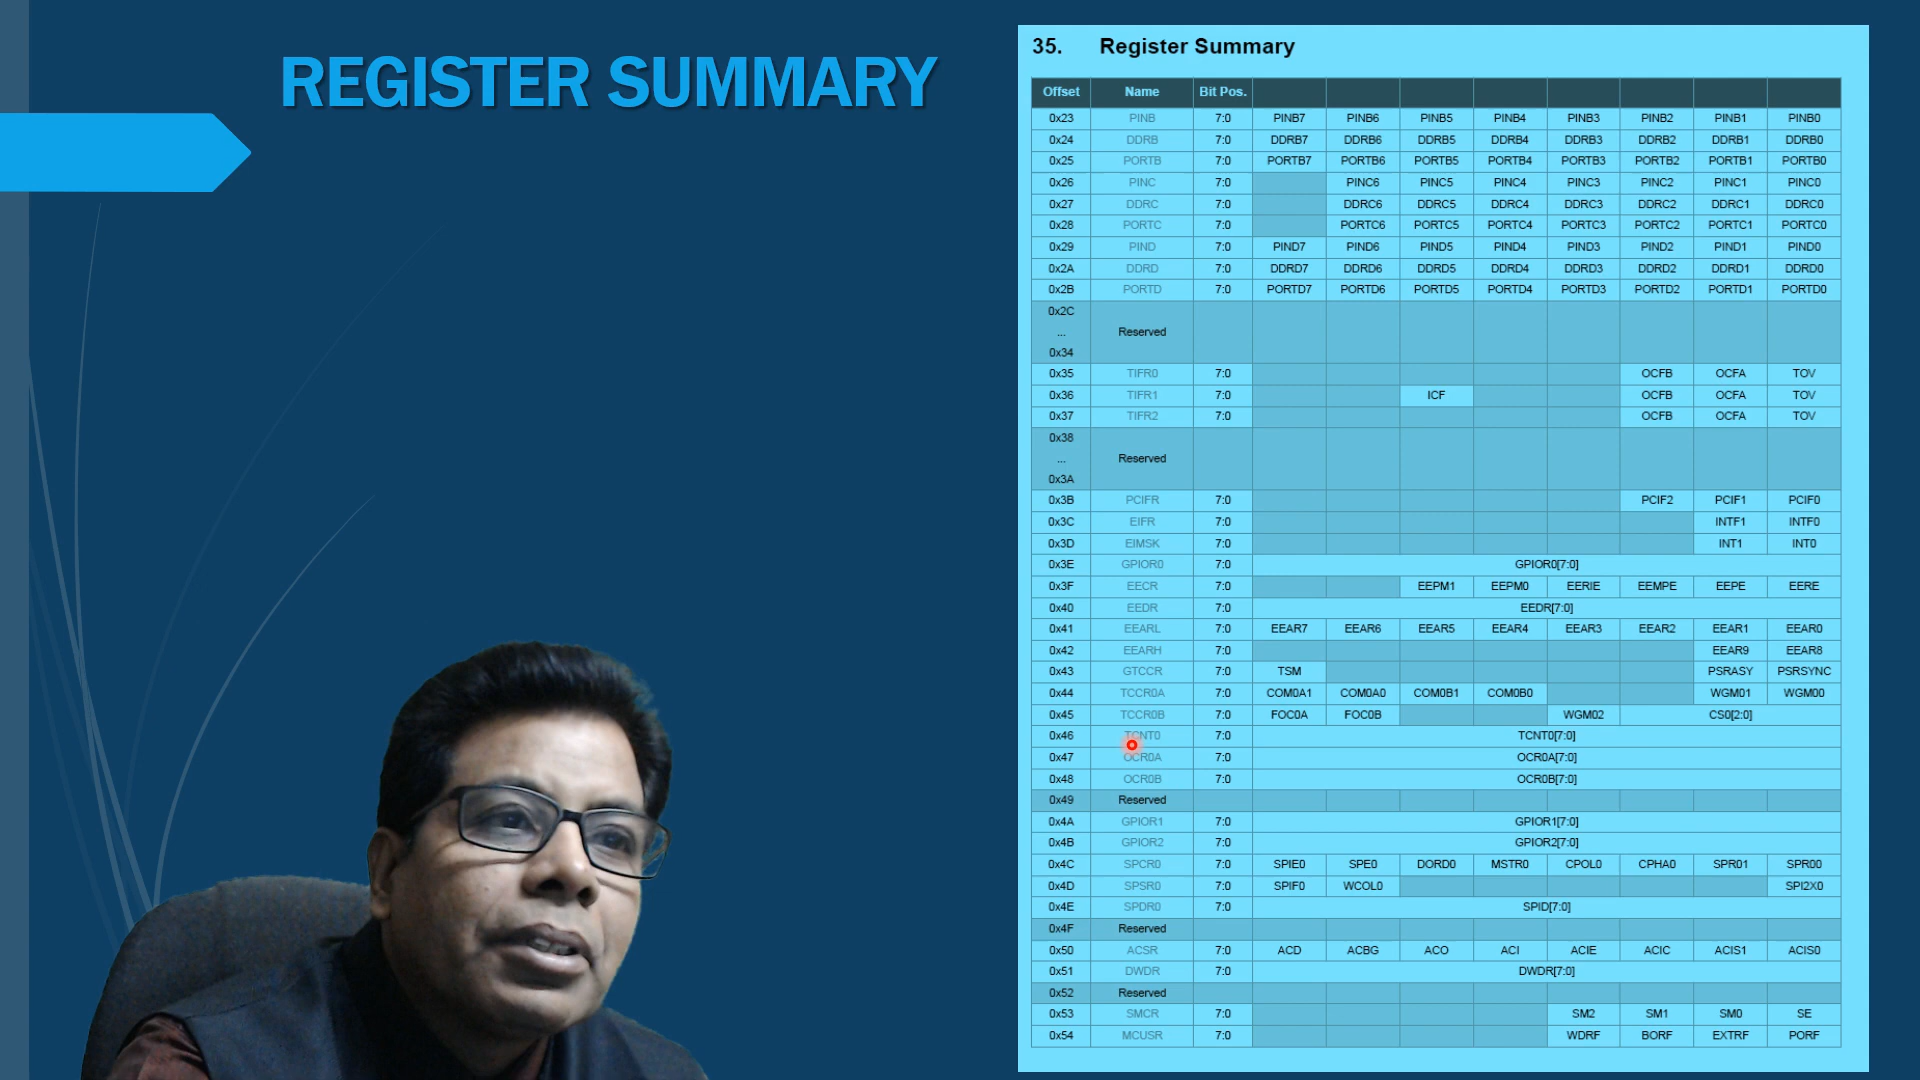 REGISTER SUMMARY
35. Register Summary
Offset Name Bit Pos.
0x23 PINB 7:0 PINB7 PINB6 PINB5 PINB4 PINB3 PINB2 PINB1 PINB0
0x24 DDRB 7:0 DDRB7 DDRB6 DDRB5 DDRB4 DDRB3 DDRB2 DDRB1 DDRB0
0x25 PORTB 7:0 PORTB7 PORTB6 PORTB5 PORTB4 PORTB3 PORTB2 PORTB1 PORTB0
0x26 PINC 7:0 PINC6 PINC5 PINC4 PINC3 PINC2 PINC1 PINC0
0x27 DDRC 7:0 DDRC6 DDRC5 DDRC4 DDRC3 DDRC2 DDRC1 DDRC0
0x28 PORTC 7:0 PORTC6 PORTC5 PORTC4 PORTC3 PORTC2 PORTC1 PORTC0
0x29 PIND 7:0 PIND7 PIND6 PIND5 PIND4 PIND3 PIND2 PIND1 PIND0
0x2A DDRD 7:0 DDRD7 DDRD6 DDRD5 DDRD4 DDRD3 DDRD2 DDRD1 DDRD0
0x2B PORTD 7:0 PORTD7 PORTD6 PORTD5 PORTD4 PORTD3 PORTD2 PORTD1 PORTD0
0x2C
... Reserved
0x34
0x35 TIFR0 7:0 OCFB OCFA TOV
0x36 TIFR1 7:0 ICF OCFB OCFA TOV
0x37 TIFR2 7:0 OCFB OCFA TOV
0x38
... Reserved
0x3A
0x3B PCIFR 7:0 PCIF2 PCIF1 PCIF0
0x3C EIFR 7:0 INTF1 INTF0
0x3D EIMSK 7:0 INT1 INT0
0x3E GPIOR0 7:0 GPIOR0[7:0]
0x3F EECR 7:0 EEPM1 EEPM0 EERIE EEMPE EEPE EERE
0x40 EEDR 7:0 EEDR[7:0]
0x41 EEARL 7:0 EEAR7 EEAR6 EEAR5 EEAR4 EEAR3 EEAR2 EEAR1 EEAR0
0x42 EEARH 7:0 EEAR9 EEAR8
0x43 GTCCR 7:0 TSM PSRASY PSRSYNC
0x44 TCCR0A 7:0 COM0A1 COM0A0 COM0B1 COM0B0 WGM01 WGM00
0x45 TCCR0B 7:0 FOC0A FOC0B WGM02 CS0[2:0]
0x46 TCNT0 7:0 TCNT0[7:0]
0x47 OCR0A 7:0 OCR0A[7:0]
0x48 OCR0B 7:0 OCR0B[7:0]
0x49 Reserved
0x4A GPIOR1 7:0 GPIOR1[7:0]
0x4B GPIOR2 7:0 GPIOR2[7:0]
0x4C SPCR0 7:0 SPIE0 SPE0 DORD0 MSTR0 CPOL0 CPHA0 SPR01 SPR00
0x4D SPSR0 7:0 SPIF0 WCOL0 SPI2X0
0x4E SPDR0 7:0 SPID[7:0]
0x4F Reserved
0x50 ACSR 7:0 ACD ACBG ACO ACI ACIE ACIC ACIS1 ACIS0
0x51 DWDR 7:0 DWDR[7:0]
0x52 Reserved
0x53 SMCR 7:0 SM2 SM1 SM0 SE
0x54 MCUSR 7:0 WDRF BORF EXTRF PORF